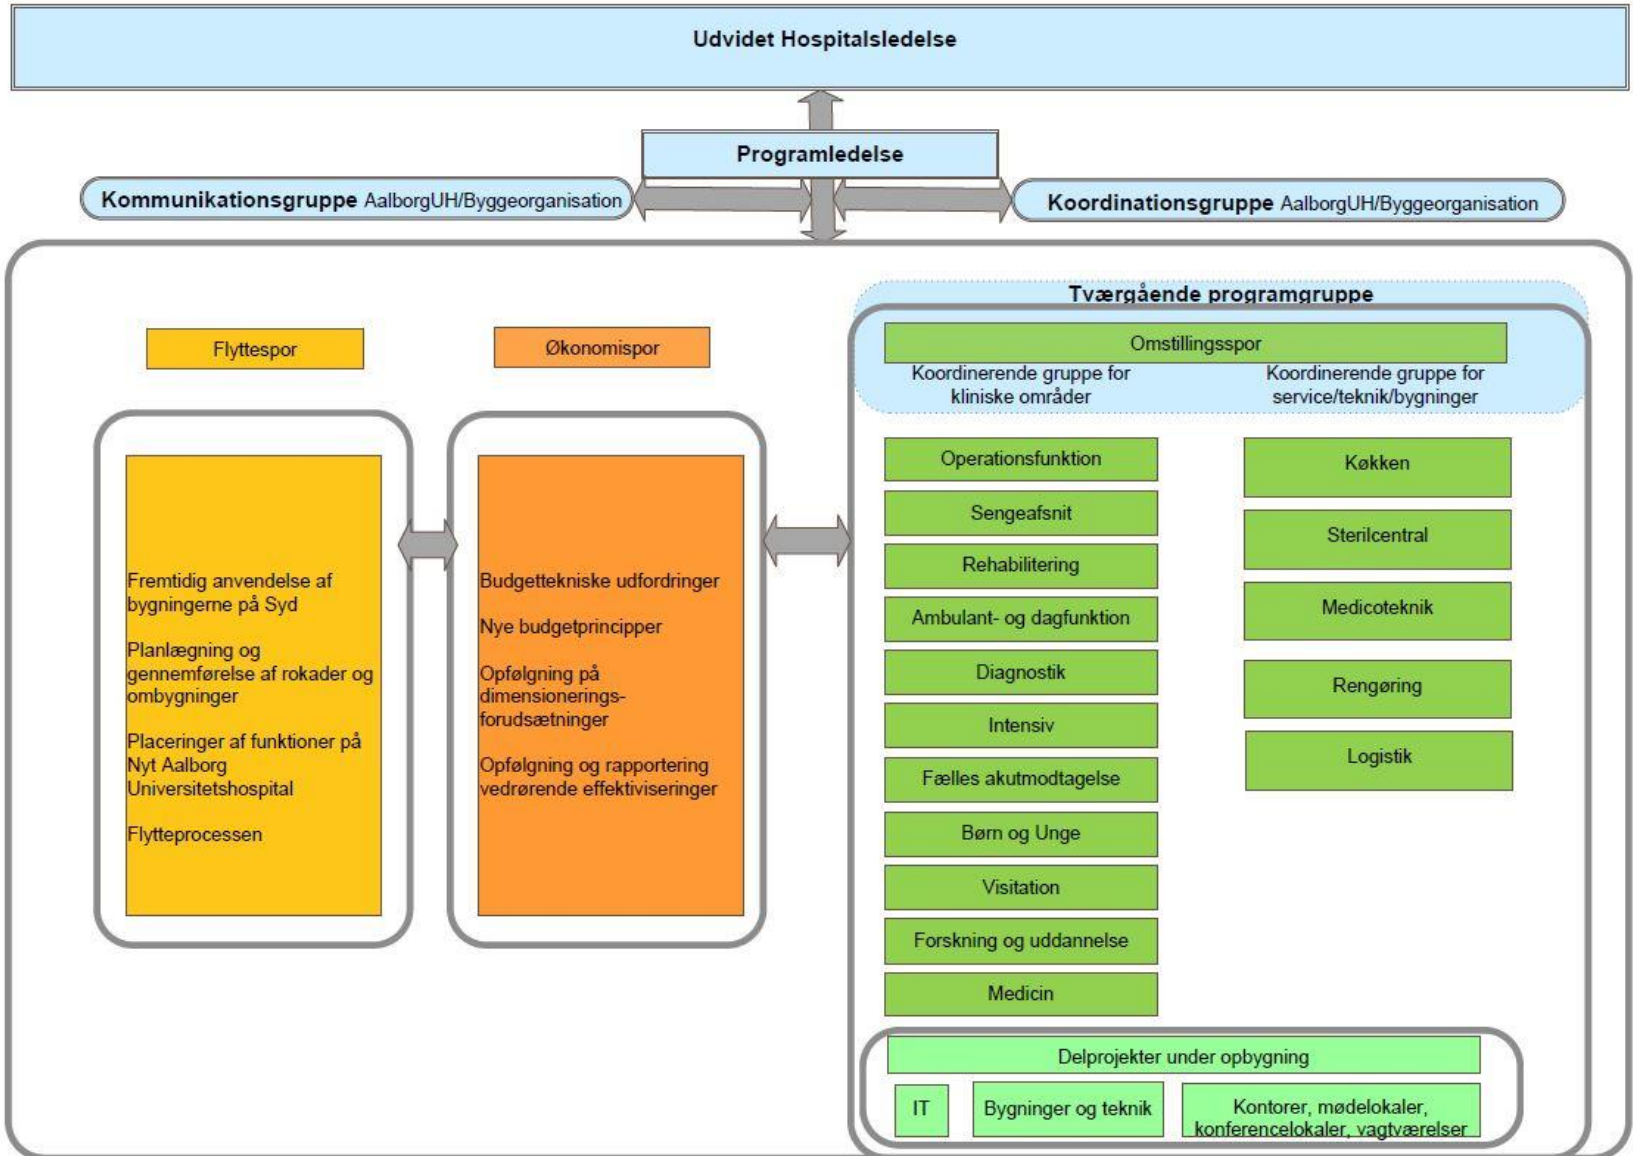 Udvidet Hospitalsledelse
Programledelse
Kommunikationsgruppe AalborgUH/Byggeorganisation
Koordinationsgruppe AalborgUH/Byggeorganisation
Flyttespor
Fremtidig anvendelse af
bygningerne på Syd
Planlægning og
gennemførelse af rokader og
ombygninger
Placeringer af funktioner på
Nyt Aalborg
Universitetshospital
Flytteprocessen
Økonomispor
Budgettekniske udfordringer
Nye budgetprincipper
Opfølgning på
dimensionerings-
forudsætninger
Opfølgning og rapportering
vedrørende effektiviseringer
Tværgående programgruppe
Omstillingsspor
Koordinerende gruppe for
kliniske områder
Operationsfunktion
Sengeafsnit
Rehabilitering
Ambulant- og dagfunktion
Diagnostik
Intensiv
Fælles akutmodtagelse
Børn og Unge
Visitation
Forskning og uddannelse
Medicin
Koordinerende gruppe for
service/teknik/bygninger
Køkken
Sterilcentral
Medicoteknik
Rengøring
Logistik
Delprojekter under opbygning
IT
Bygninger og teknik
Kontorer, mødelokaler,
konferencelokaler, vagtværelser